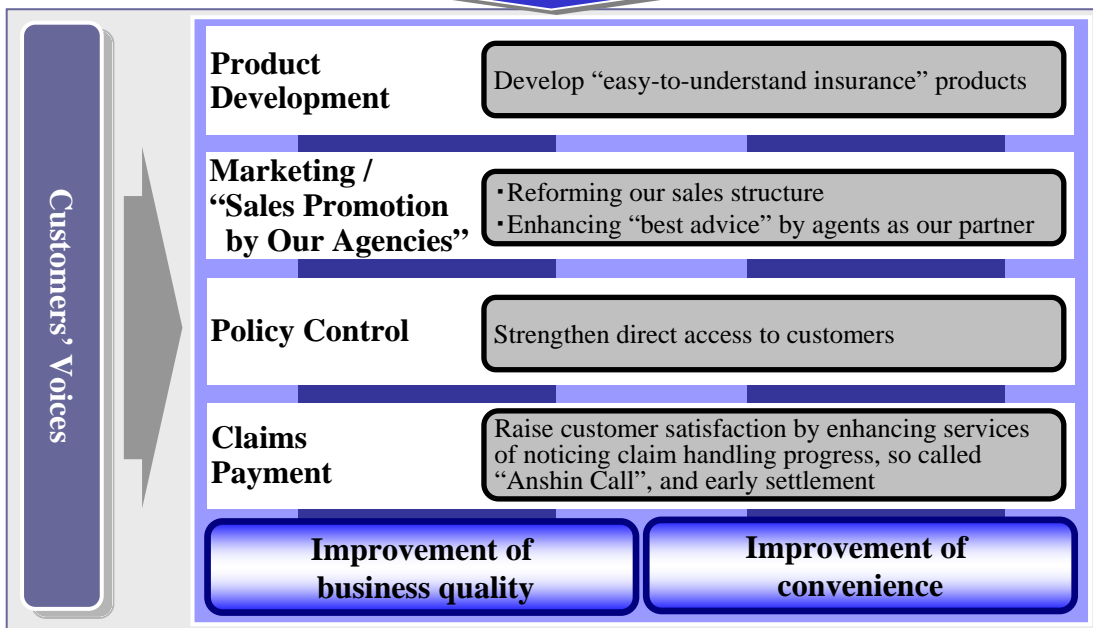 Customers’ Voices
Product
Development
Develop “easy-to-understand insurance” products
Marketing /
“Sales Promotion
by Our Agencies”
・Reforming our sales structure
・Enhancing “best advice” by agents as our partner
Policy Control
Strengthen direct access to customers
Claims
Payment
Raise customer satisfaction by enhancing services
of noticing claim handling progress, so called
“Anshin Call”, and early settlement
Improvement of
business quality
Improvement of
convenience